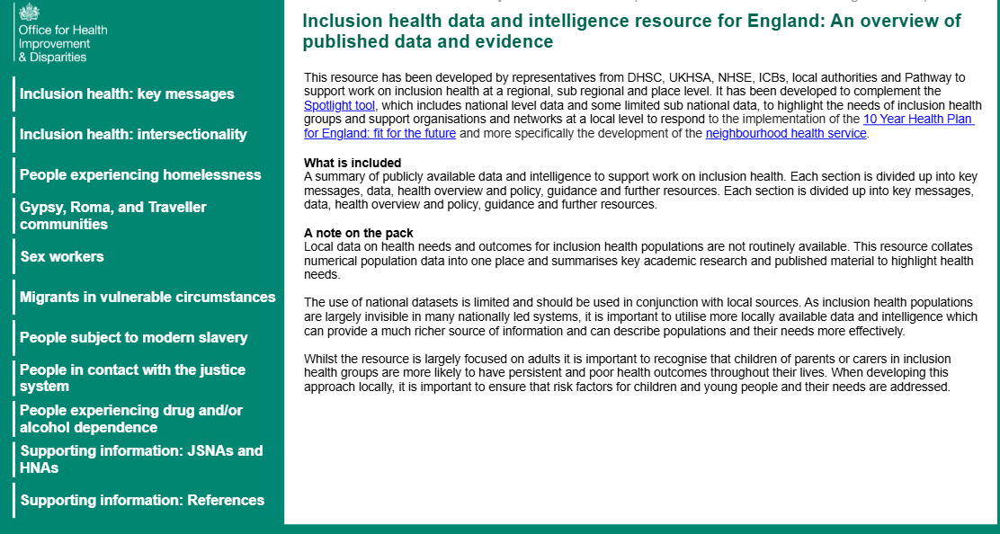 Office for Health
Improvement
& Disparities
Inclusion health: key messages
Inclusion health: intersectionality
People experiencing homelessness
Gypsy, Roma, and Traveller
communities
Sex workers
Migrants in vulnerable circumstances
People subject to modern slavery
People in contact with the justice
system
People experiencing drug and/or
alcohol dependence
Supporting information: JSNAs and
HNAs
Supporting information: References
Inclusion health data and intelligence resource for England: An overview of
published data and evidence
This resource has been developed by representatives from DHSC, UKHSA, NHSE, ICBs, local authorities and Pathway to
support work on inclusion health at a regional, sub regional and place level. It has been developed to complement the
Spotlight tool, which includes national level data and some limited sub national data, to highlight the needs of inclusion health
groups and support organisations and networks at a local level to respond to the implementation of the 10 Year Health Plan
for England: fit for the future and more specifically the development of the neighbourhood health service.
What is included
A summary of publicly available data and intelligence to support work on inclusion health. Each section is divided up into key
messages, data, health overview and policy, guidance and further resources. Each section is divided up into key messages,
data, health overview and policy, guidance and further resources.
A note on the pack
Local data on health needs and outcomes for inclusion health populations are not routinely available. This resource collates
numerical population data into one place and summarises key academic research and published material to highlight health
needs.
The use of national datasets is limited and should be used in conjunction with local sources. As inclusion health populations
are largely invisible in many nationally led systems, it is important to utilise more locally available data and intelligence which
can provide a much richer source of information and can describe populations and their needs more effectively.
Whilst the resource is largely focused on adults it is important to recognise that children of parents or carers in inclusion
health groups are more likely to have persistent and poor health outcomes throughout their lives. When developing this
approach locally, it is important to ensure that risk factors for children and young people and their needs are addressed.